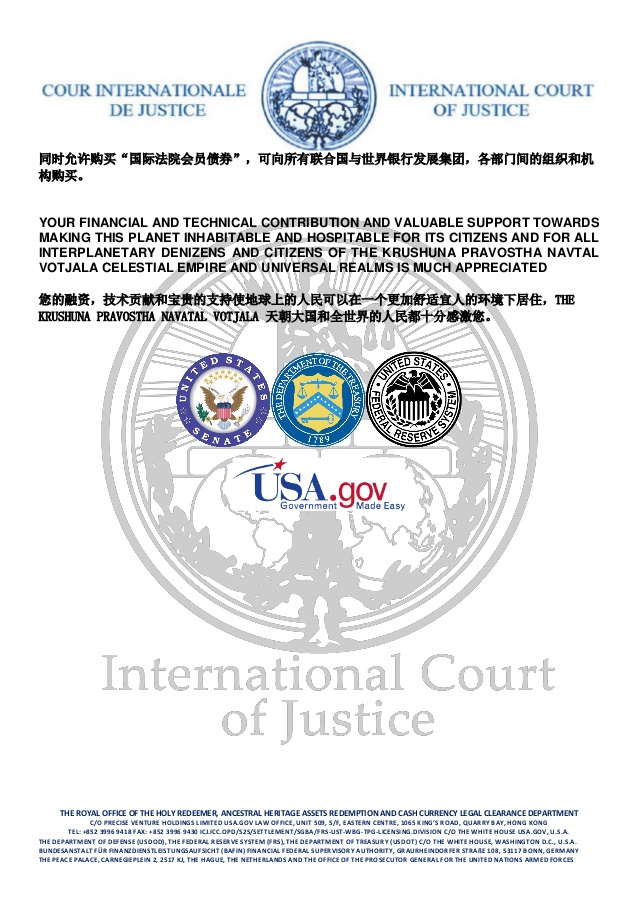 COUR INTERNATIONALE
DE JUSTICE
INTERNATIONAL COURT
OF JUSTICE
同时允许购买“国际法院会员债券”，可向所有联合国与世界银行发展集团，各部门间的组织和机
构购买。
YOUR FINANCIAL AND TECHNICAL CONTRIBUTION AND VALUABLE SUPPORT TOWARDS
MAKING THIS PLANET INHABITABLE AND HOSPITABLE FOR ITS CITIZENS AND FOR ALL
INTERPLANETARY DENIZENS AND CITIZENS OF THE KRUSHUNA PRAVOSTHA NAVTAL
VOTJALA CELESTIAL EMPIRE AND UNIVERSAL REALMS IS MUCH APPRECIATED
您的融资，技术贡献和宝贵的支持使地球上的人民可以在一个更加舒适宜人的环境下居住，THE
KRUSHUNA PRAVOSTHA NAVATAL VOTJALA 天朝大国和全世界的人民都十分感激您。
UNITED STATES
SENATE
THE DEPARTMENT OF THE TREASURY
1789
UNITED STATES
FEDERAL RESERVE SYSTEM
USA.gov
Government Made Easy
International Court
of Justice
THE ROYAL OFFICE OF THE HOLY REDEEMER, ANCESTRAL HERITAGE ASSETS REDEMPTION AND CASH CURRENCY LEGAL CLEARANCE DEPARTMENT
C/O PRECISE VENTURE HOLDINGS LIMITED USA.GOV LAW OFFICE, UNIT 509, 5/F, EASTERN CENTRE, 1065 KING'S ROAD, QUARRY BAY, HONG KONG
TEL: +852 3996 9418 FAX: +852 3996 9430 ICJ.ICC.OPD/S2S/SETTLEMENT/SGBA/FRS-UST-WBG-TPG-LICENSING.DIVISION C/O THE WHITE HOUSE USA.GOV, U.S.A.
THE DEPARTMENT OF DEFENSE (USDOD), THE FEDERAL RESERVE SYSTEM (FRS), THE DEPARTMENT OF TREASURY (USDOT) C/O THE WHITE HOUSE, WASHINGTON D.C., U.S.A.
BUNDESANSTALT FÜR FINANZDIENSTLEISTUNGSAUFSICHT (BAFIN) FINANCIAL FEDERAL SUPERVISORY AUTHORITY, GRAURHEINDORFER STRAßE 108, 53117 BONN, GERMANY
THE PEACE PALACE, CARNEGIEPLEIN 2, 2517 KJ, THE HAGUE, THE NETHERLANDS AND THE OFFICE OF THE PROSECUTOR GENERAL FOR THE UNITED NATIONS ARMED FORCES